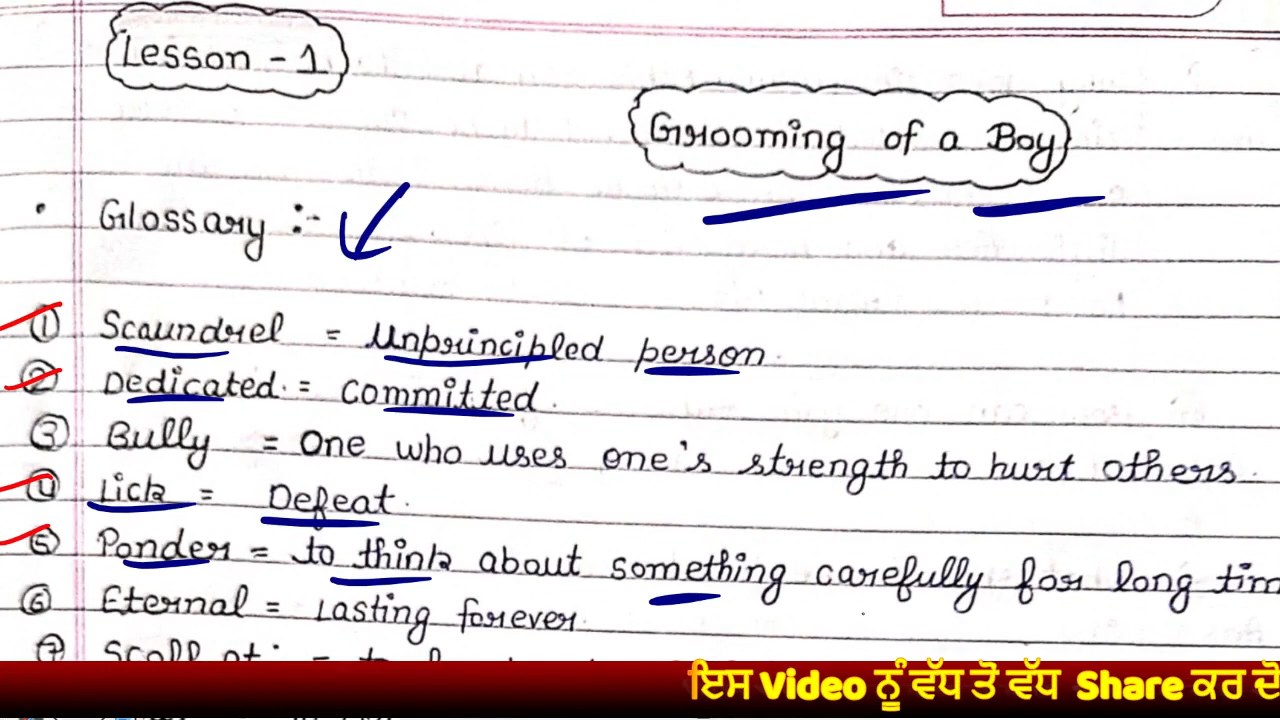 Lesson - 1
Grooming of a Boy
• Glossary :-
① Scaundrel = Unprincipled person.
② Dedicated. = Committed.
③ Bully = One who uses one's strength to hurt others.
④ Lick = Defeat.
⑤ Ponder = to think about something carefully for long tim
⑥ Eternal = Lasting forever.
⑦
ਇਸ Video ਨੂੰ ਵੱਧ ਤੋਂ ਵੱਧ Share ਕਰ ਦੋ